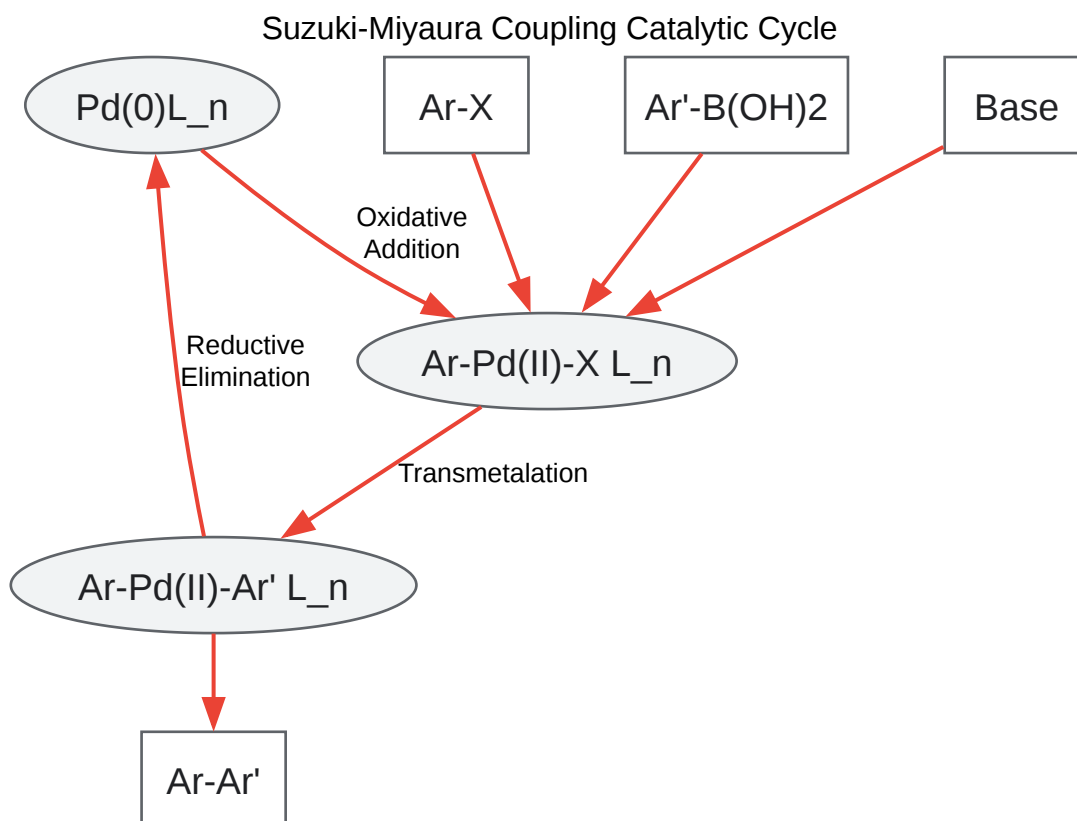 Suzuki-Miyaura Coupling Catalytic Cycle
Pd(0)L_n
Ar-X
Ar'-B(OH)2
Base
Oxidative
Addition
Reductive
Elimination
Ar-Pd(II)-X L_n
Transmetalation
Ar-Pd(II)-Ar' L_n
Ar-Ar'